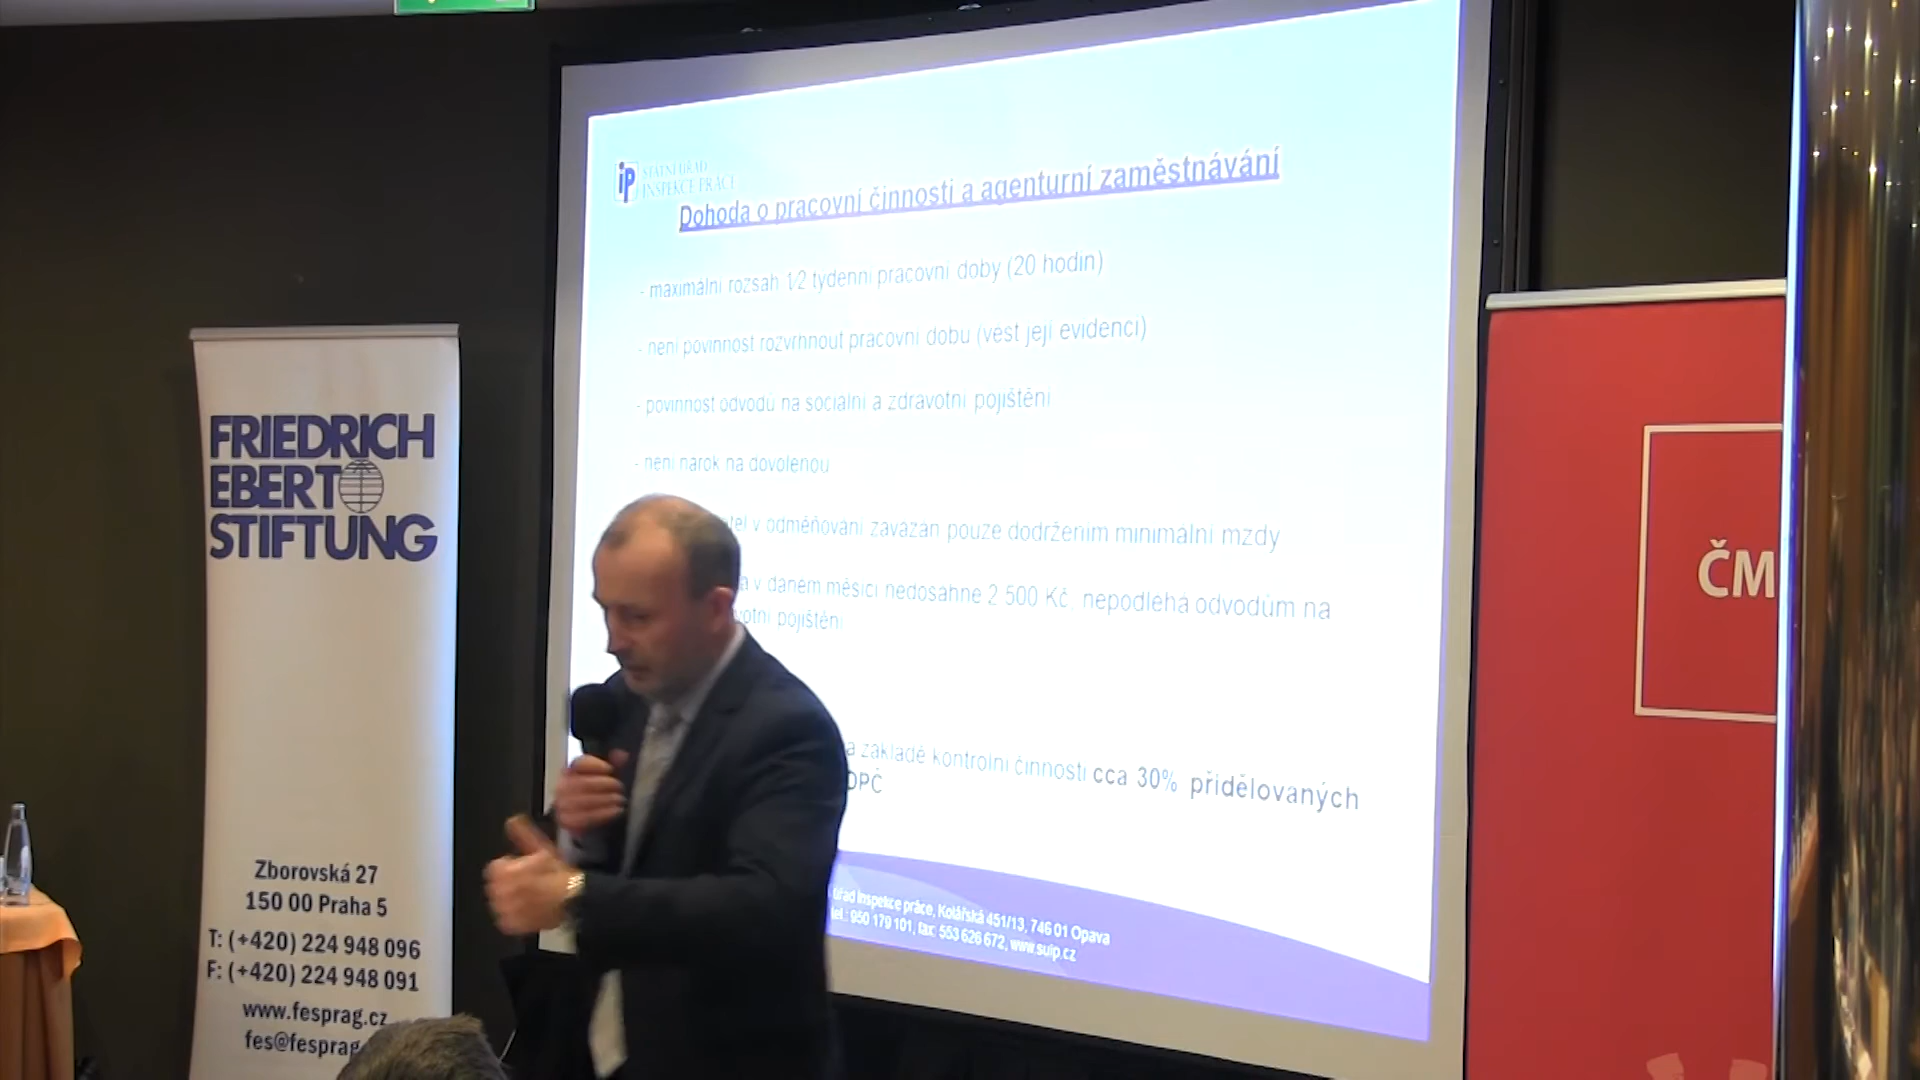 FRIEDRICH
EBERT
STIFTUNG
Zborovská 27
150 00 Praha 5
T: (+420) 224 948 096
F: (+420) 224 948 091
www.fesprag.cz
fes@fesprag
iP
STÁTNÍ ÚŘAD
INSPEKCE PRÁCE
Dohoda o pracovní činnosti a agenturní zaměstnávání
- maximální rozsah 1/2 týdenní pracovní doby (20 hodin)
- není povinnost rozvrhnout pracovní dobu (vést její evidenci)
- povinnost odvodů na sociální a zdravotní pojištění
- není nárok na dovolenou
v odměňování zavázán pouze dodržením minimální mzdy
v daném měsíci nedosáhne 2 500 Kč, nepodléhá odvodům na
pojištění
základě kontrolní činnosti cca 30% přidělovaných
DPČ
úřad inspekce práce, Kolářská 451/13, 746 01 Opava
tel.: 950 179 101, fax: 553 626 672, www.suip.cz
ČM